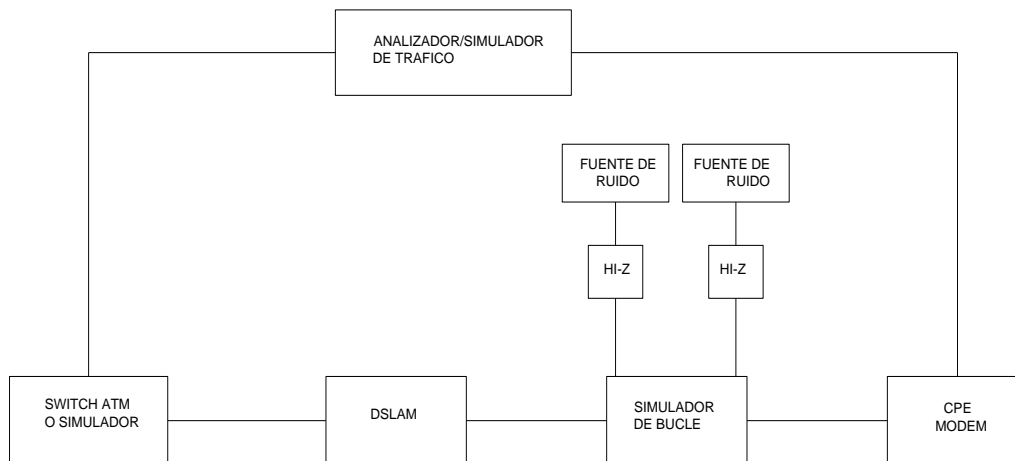 ANALIZADOR/SIMULADOR
DE TRAFICO
FUENTE DE
RUIDO
FUENTE DE
RUIDO
HI-Z
HI-Z
SWITCH ATM
O SIMULADOR
DSLAM
SIMULADOR
DE BUCLE
CPE
MODEM